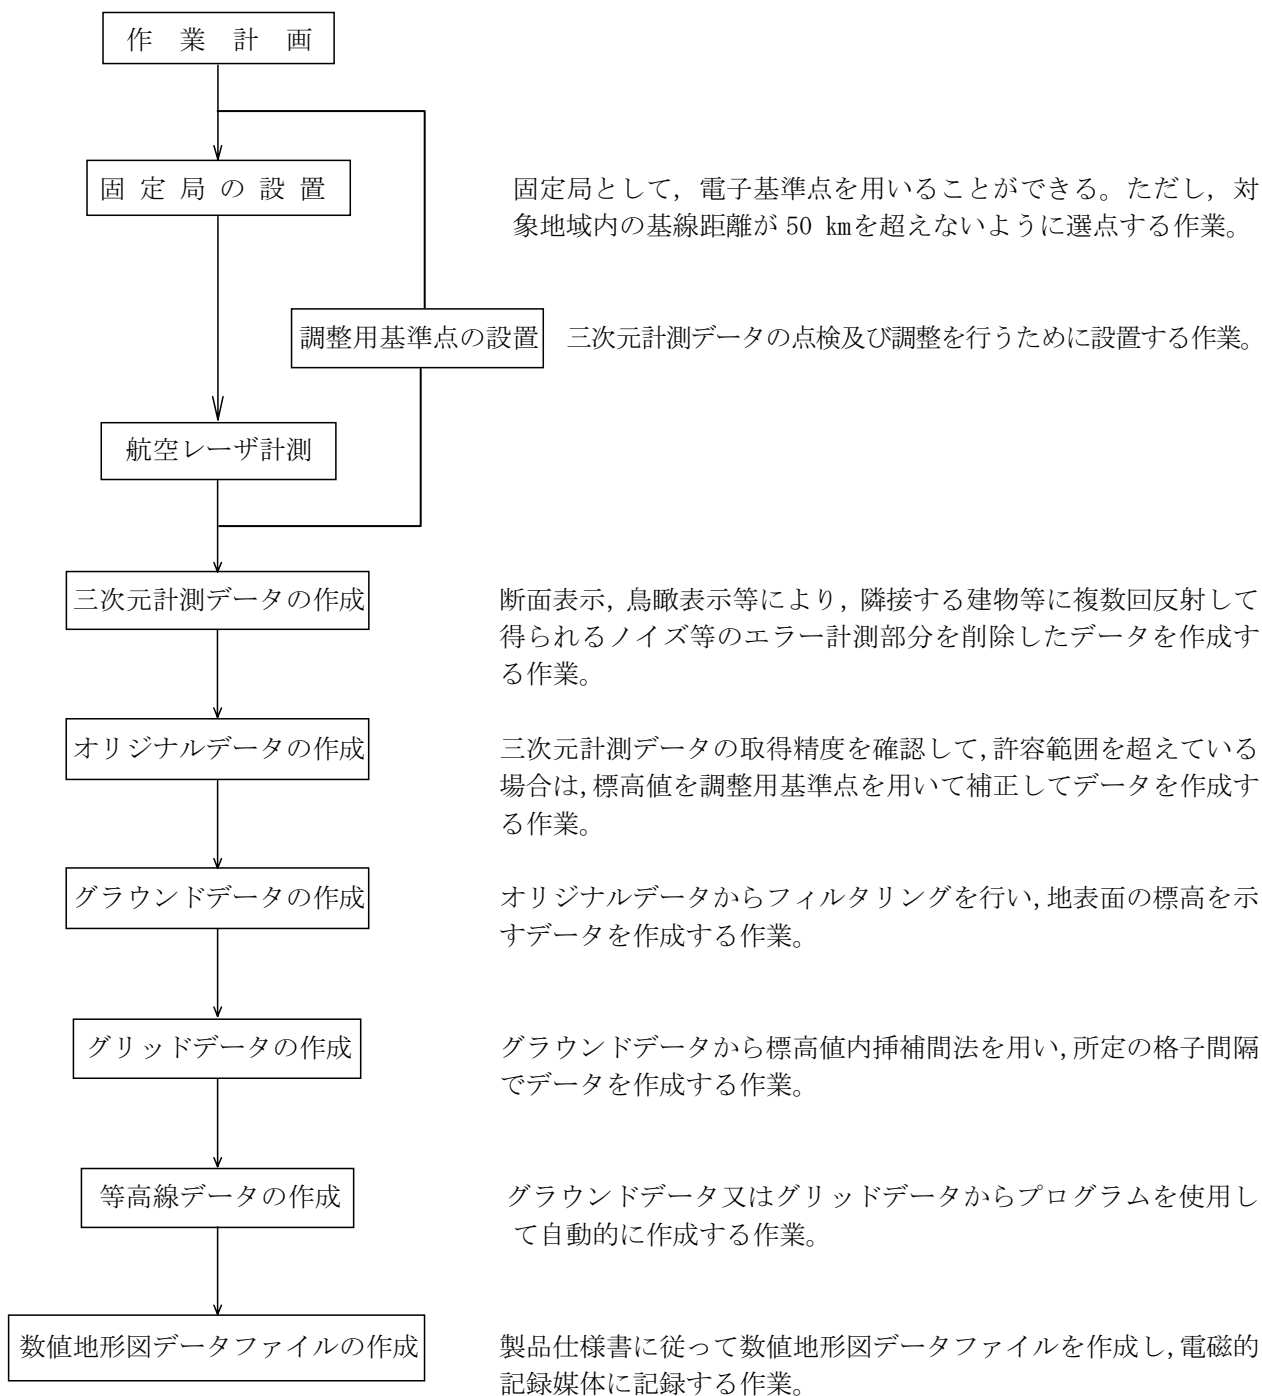 作業計画
固定局の設置
固定局として，電子基準点を用いることができる。ただし，対
象地域内の基線距離が 50 ㎞を超えないように選点する作業。
調整用基準点の設置
三次元計測データの点検及び調整を行うために設置する作業。
航空レーザ計測
三次元計測データの作成
断面表示，鳥瞰表示等により，隣接する建物等に複数回反射して
得られるノイズ等のエラー計測部分を削除したデータを作成す
る作業。
オリジナルデータの作成
三次元計測データの取得精度を確認して，許容範囲を超えている
場合は，標高値を調整用基準点を用いて補正してデータを作成す
る作業。
グラウンドデータの作成
オリジナルデータからフィルタリングを行い，地表面の標高を示
すデータを作成する作業。
グリッドデータの作成
グラウンドデータから標高値内挿補間法を用い，所定の格子間隔
でデータを作成する作業。
等高線データの作成
グラウンドデータ又はグリッドデータからプログラムを使用し
て自動的に作成する作業。
数値地形図データファイルの作成
製品仕様書に従って数値地形図データファイルを作成し，電磁的
記録媒体に記録する作業。